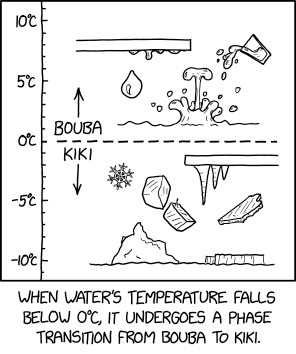 10°C
5°C
BOUBA
0°C
KIKI
-5°C
-10°C
WHEN WATER'S TEMPERATURE FALLS
BELOW 0°C, IT UNDERGOES A PHASE
TRANSITION FROM BOUBA TO KIKI.